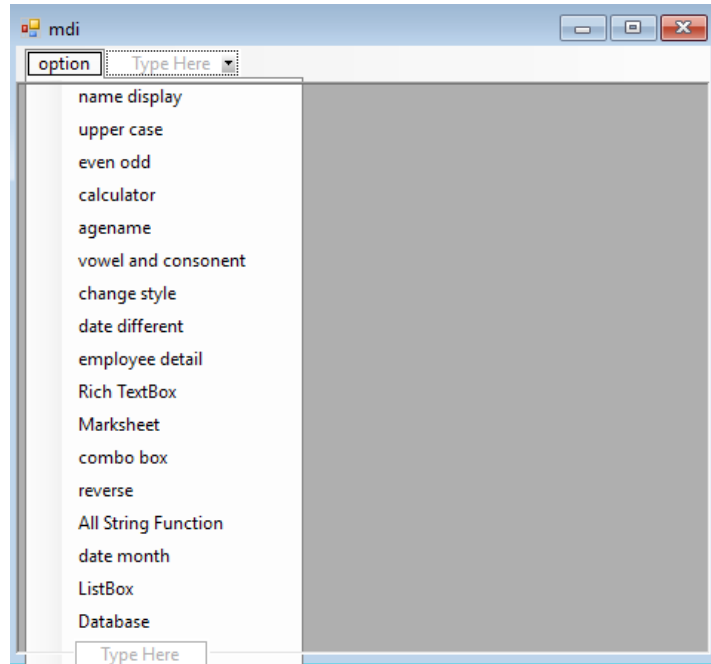 mdi
option Type Here
name display
upper case
even odd
calculator
agename
vowel and consonent
change style
date different
employee detail
Rich TextBox
Marksheet
combo box
reverse
All String Function
date month
ListBox
Database
Type Here